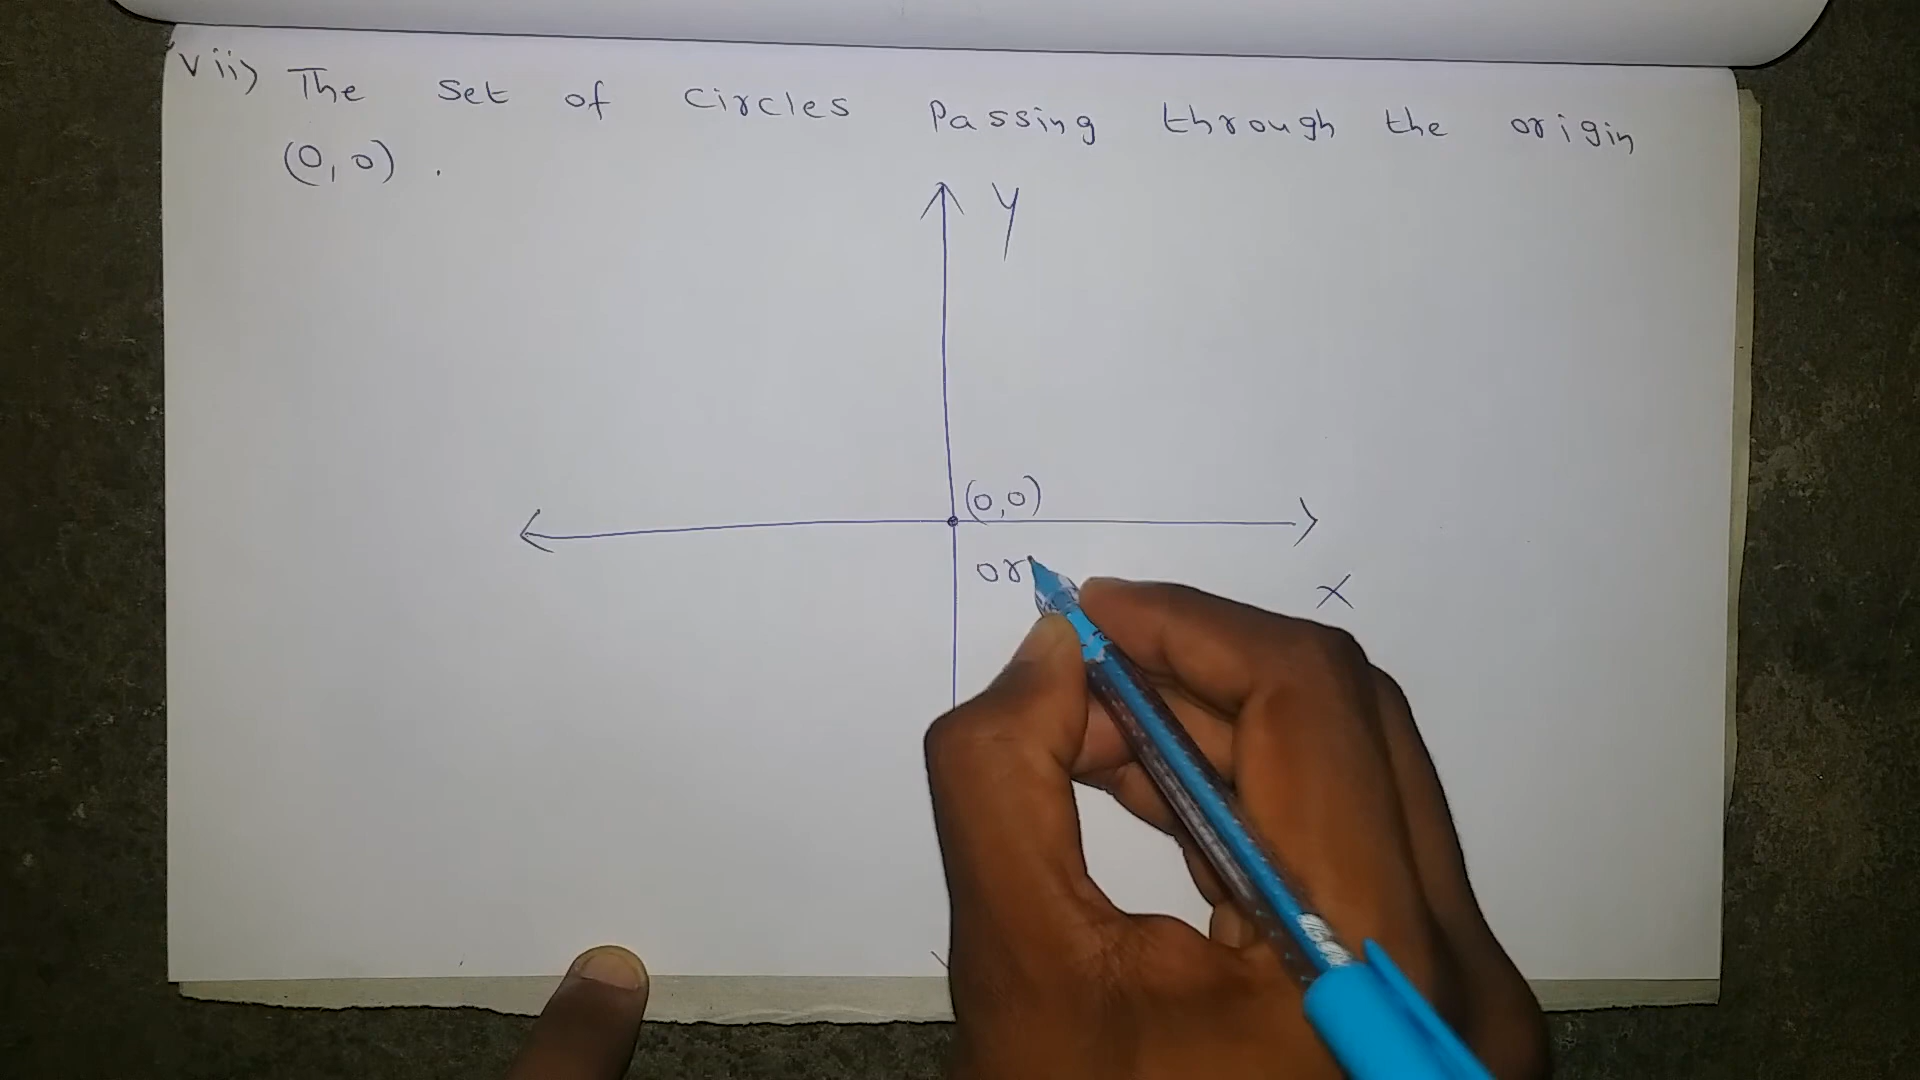 vii) The set of circles Passing through the origin
(0,0) .
y
(0,0)
or
x